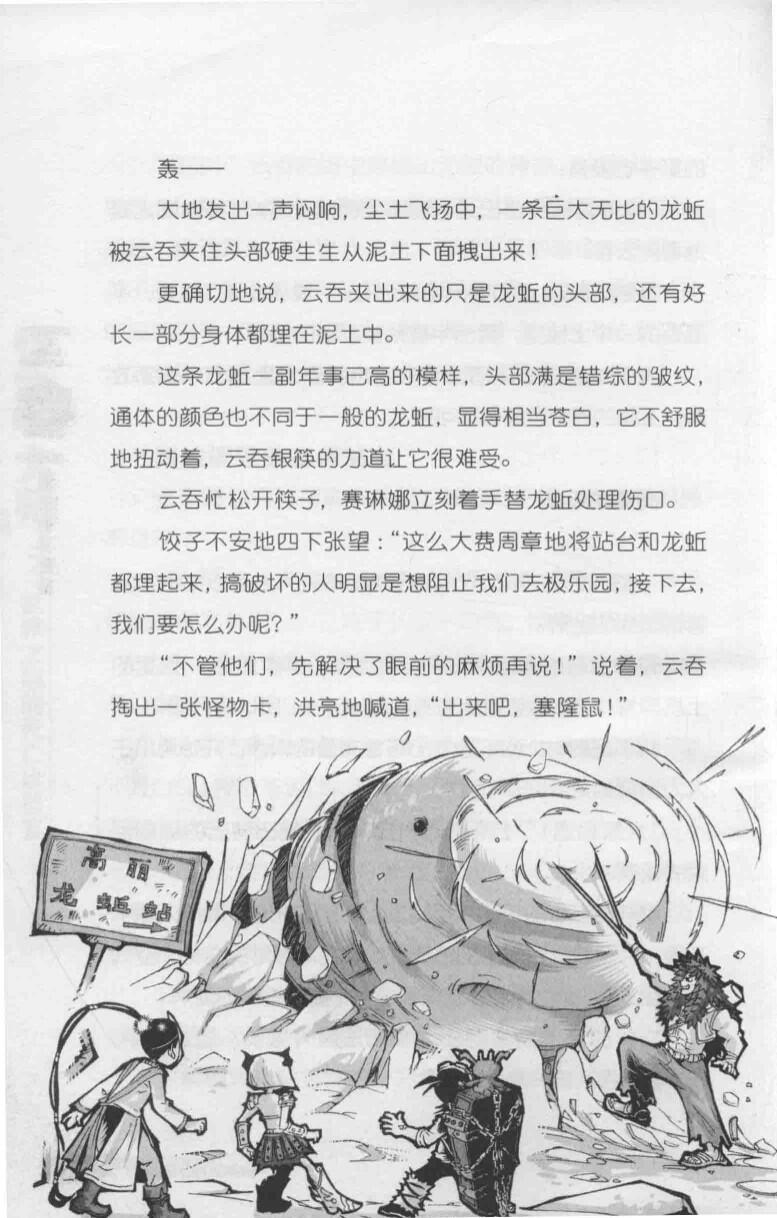 轰——
大地发出一声闷响，尘土飞扬中，一条巨大无比的龙蚯
被云吞夹住头部硬生生从泥土下面拽出来！
更确切地说，云吞夹出来的只是龙蚯的头部，还有好
长一部分身体都埋在泥土中。
这条龙蚯一副年事已高的模样，头部满是错综的皱纹，
通体的颜色也不同于一般的龙蚯，显得相当苍白，它不舒服
地扭动着，云吞银筷的力道让它很难受。
云吞忙松开筷子，赛琳娜立刻着手替龙蚯处理伤口。
饺子不安地四下张望：“这么大费周章地将站台和龙蚯
都埋起来，搞破坏的人明显是想阻止我们去极乐园，接下去，
我们要怎么办呢？”
“不管他们，先解决了眼前的麻烦再说！”说着，云吞
掏出一张怪物卡，洪亮地喊道，“出来吧，塞隆鼠！”
高丽
龙蚯站